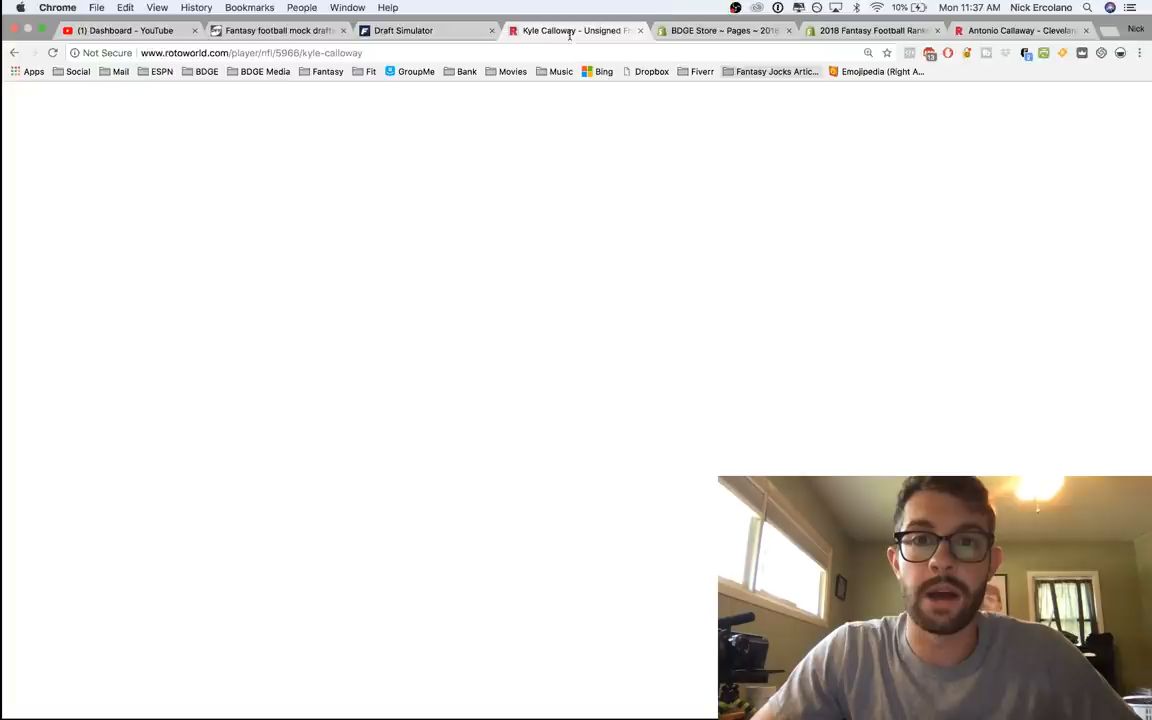 Chrome File Edit View History Bookmarks People Window Help 10% Mon 11:37 AM Nick Ercolano
(1) Dashboard - YouTube Fantasy football mock draft Draft Simulator Kyle Calloway - Unsigned Fr BDGE Store ~ Pages ~ 2018 2018 Fantasy Football Rank Antonio Callaway - Clevelan Nick
Not Secure www.rotoworld.com/player/nfl/5966/kyle-calloway
Apps Social Mail ESPN BDGE BDGE Media Fantasy Fit GroupMe Bank Movies Music Bing Dropbox Fiverr Fantasy Jocks Artic... Emojipedia (Right A...